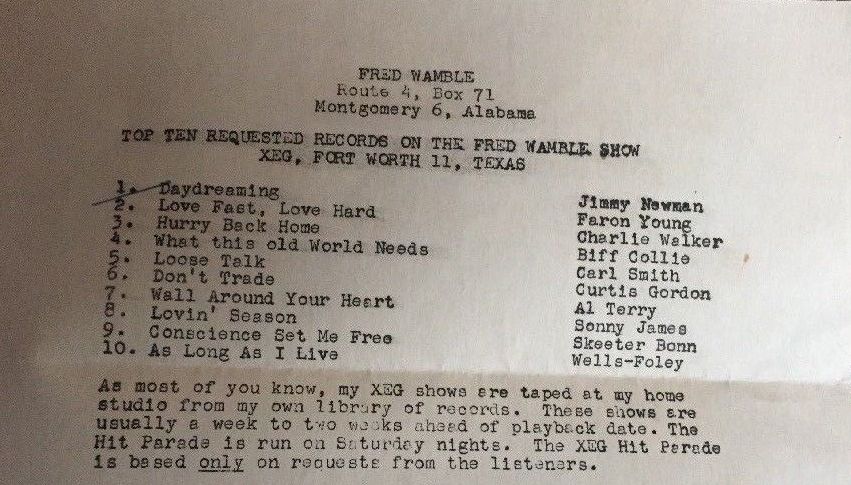 FRED WAMBLE
Route 4, Box 71
Montgomery 6, Alabama
TOP TEN REQUESTED RECORDS ON THE FRED WAMBLE SHOW
XEG, FORT WORTH 11, TEXAS
1. Daydreaming Jimmy Newman
2. Love Fast, Love Hard Faron Young
3. Hurry Back Home Charlie Walker
4. What this old World Needs Biff Collie
5. Loose Talk Carl Smith
6. Don't Trade Curtis Gordon
7. Wall Around Your Heart Al Terry
8. Lovin' Season Sonny James
9. Conscience Set Me Free Skeeter Bonn
10. As Long As I Live Wells-Foley
As most of you know, my XEG shows are taped at my home
studio from my own library of records. These shows are
usually a week to two weeks ahead of playback date. The
Hit Parade is run on Saturday nights. The XEG Hit Parade
is based only on requests from the listeners.